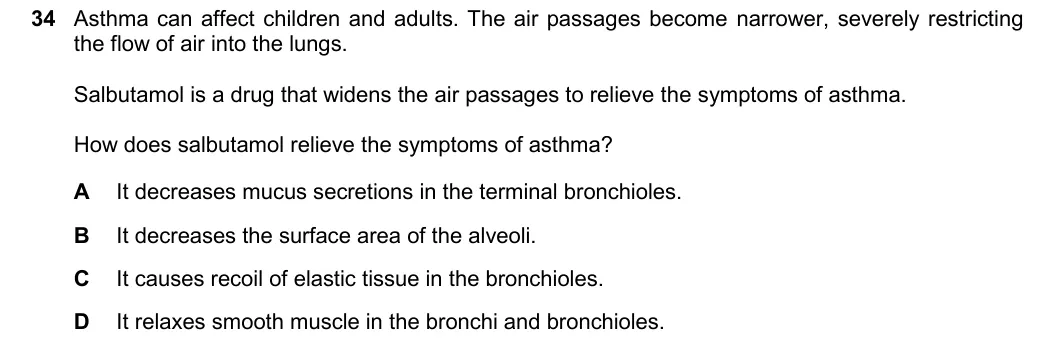 34 Asthma can affect children and adults. The air passages become narrower, severely restricting
the flow of air into the lungs.
Salbutamol is a drug that widens the air passages to relieve the symptoms of asthma.
How does salbutamol relieve the symptoms of asthma?
A It decreases mucus secretions in the terminal bronchioles.
B It decreases the surface area of the alveoli.
C It causes recoil of elastic tissue in the bronchioles.
D It relaxes smooth muscle in the bronchi and bronchioles.